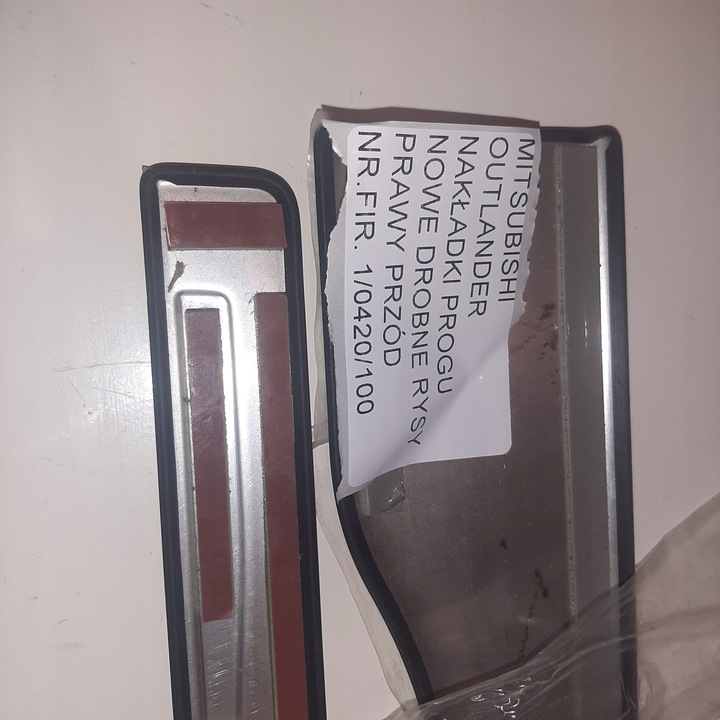 MITSUBISHI
OUTLANDER
NAKŁADKI PROGU
NOWE DROBNE RYSY
PRAWY PRZÓD
NR.FIR. 1/0420/100